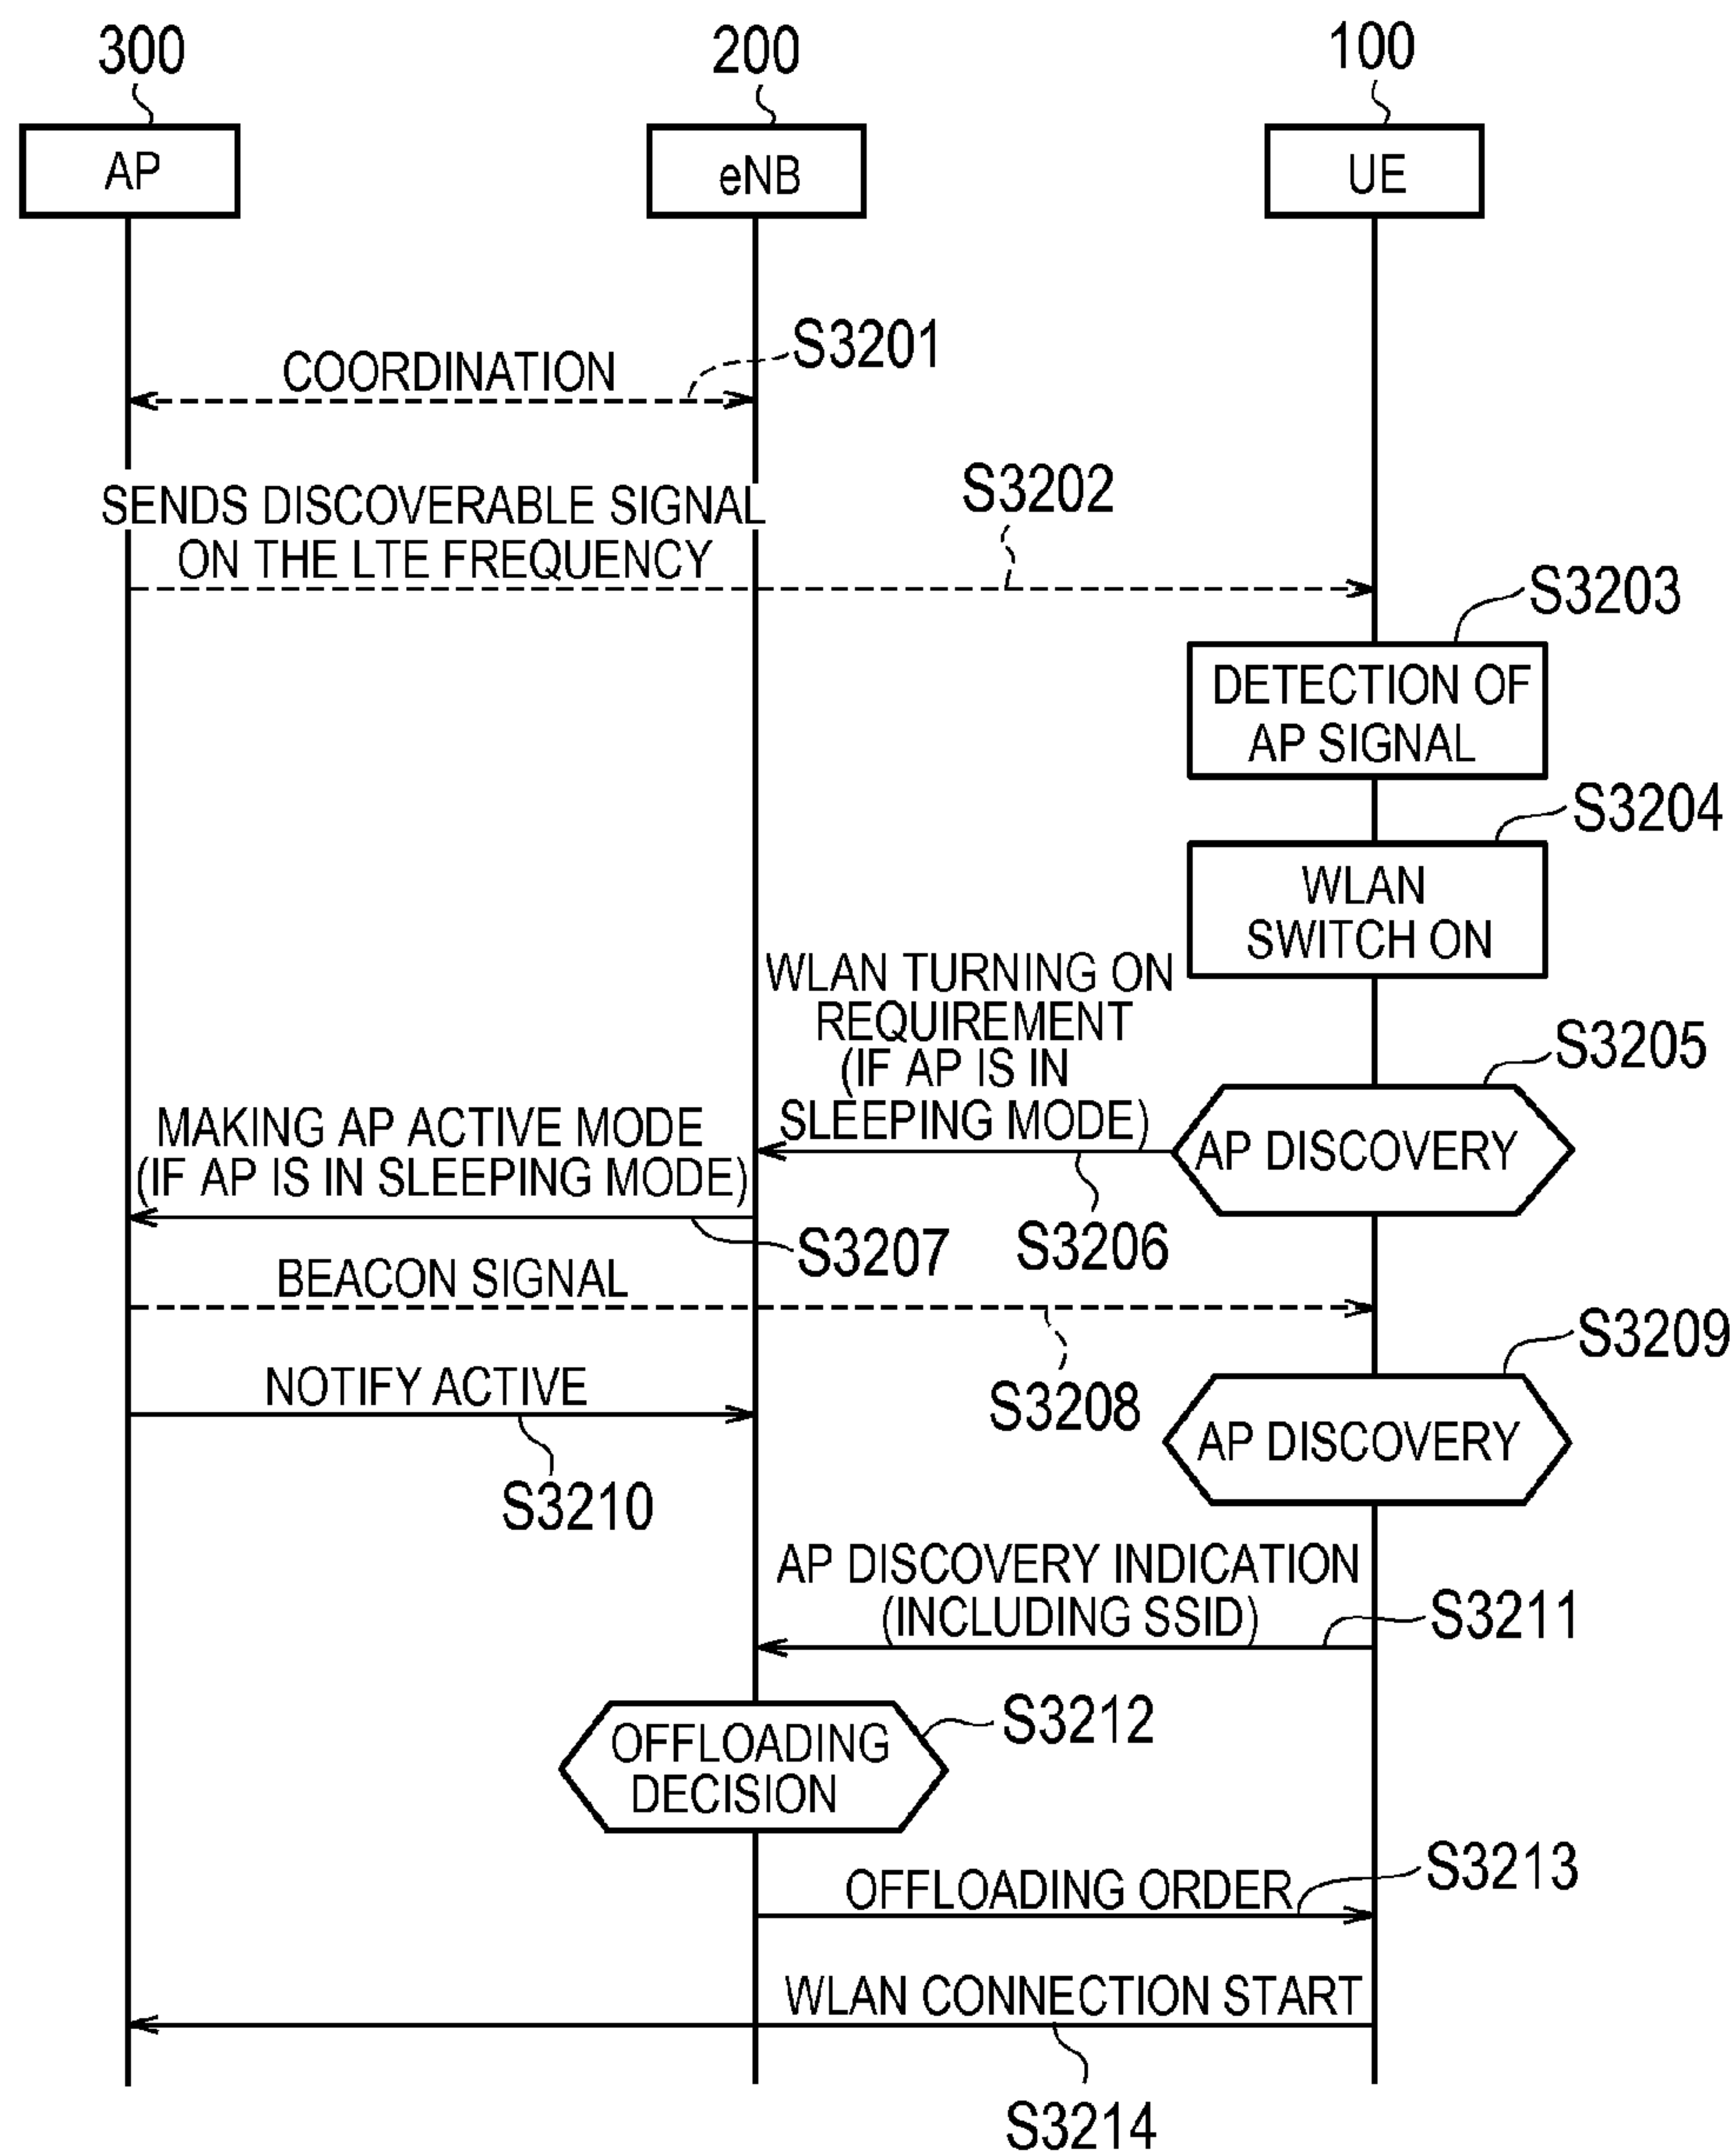 300
200
100
AP
eNB
UE
S3201
COORDINATION
S3202
SENDS DISCOVERABLE SIGNAL
ON THE LTE FREQUENCY
S3203
DETECTION OF
AP SIGNAL
S3204
WLAN
SWITCH ON
WLAN TURNING ON
REQUIREMENT
(IF AP IS IN
SLEEPING MODE)
S3205
AP DISCOVERY
MAKING AP ACTIVE MODE
(IF AP IS IN SLEEPING MODE)
S3206
S3207
BEACON SIGNAL
S3208
S3209
AP DISCOVERY
NOTIFY ACTIVE
S3210
AP DISCOVERY INDICATION
(INCLUDING SSID)
S3211
S3212
OFFLOADING
DECISION
S3213
OFFLOADING ORDER
WLAN CONNECTION START
S3214